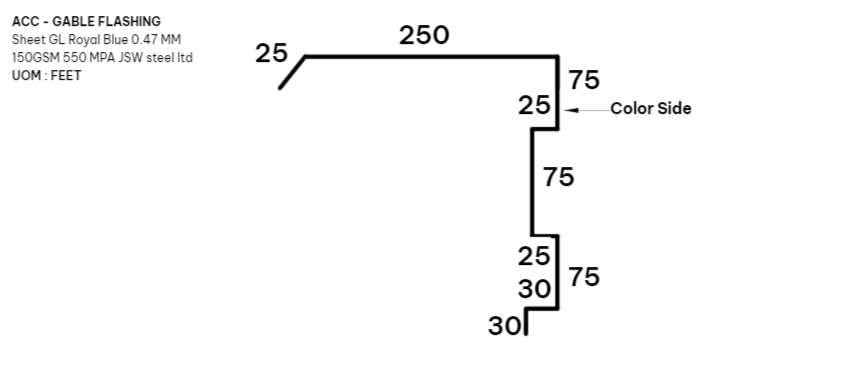 ACC - GABLE FLASHING
Sheet GL Royal Blue 0.47 MM
150GSM 550 MPA JSW steel ltd
UOM : FEET
250
25
75
25
Color Side
75
25
75
30
30